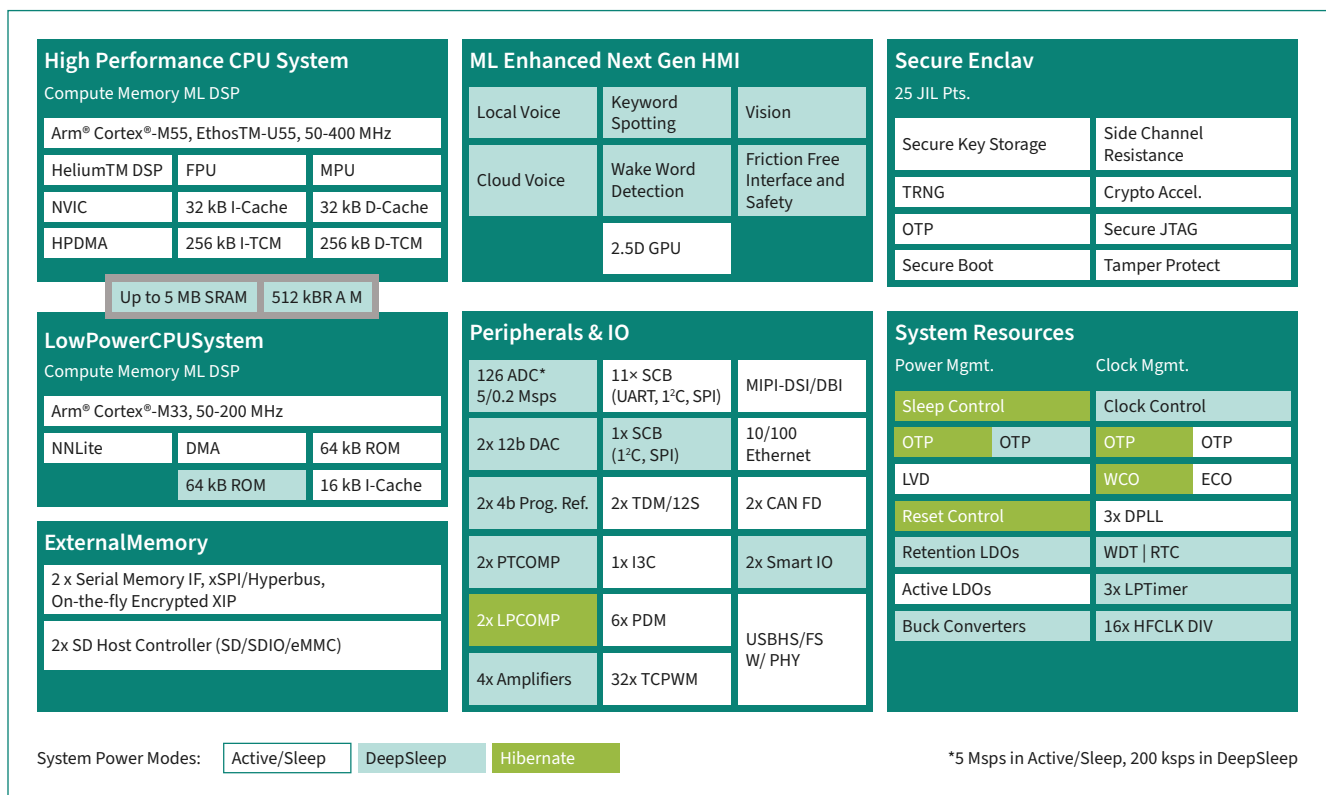 High Performance CPU System
Compute Memory ML DSP
Arm® Cortex®-M55, EthosTM-U55, 50-400 MHz
HeliumTM DSP
FPU
MPU
NVIC
32 kB I-Cache
32 kB D-Cache
HPDMA
256 kB I-TCM
256 kB D-TCM
Up to 5 MB SRAM
512 kBR A M
LowPowerCPUSystem
Compute Memory ML DSP
Arm® Cortex®-M33, 50-200 MHz
NNLite
DMA
64 kB ROM
64 kB ROM
16 kB I-Cache
ExternalMemory
2 x Serial Memory IF, xSPI/Hyperbus,
On-the-fly Encrypted XIP
2x SD Host Controller (SD/SDIO/eMMC)
ML Enhanced Next Gen HMI
Local Voice
Keyword
Spotting
Vision
Cloud Voice
Wake Word
Detection
Friction Free
Interface and
Safety
2.5D GPU
Peripherals & IO
126 ADC*
5/0.2 Msps
11× SCB
(UART, 1²C, SPI)
MIPI-DSI/DBI
2x 12b DAC
1x SCB
(1²C, SPI)
10/100
Ethernet
2x 4b Prog. Ref.
2x TDM/12S
2x CAN FD
2x PTCOMP
1x I3C
2x Smart IO
2x LPCOMP
6x PDM
USBHS/FS
W/ PHY
4x Amplifiers
32x TCPWM
Secure Enclav
25 JIL Pts.
Secure Key Storage
Side Channel
Resistance
TRNG
Crypto Accel.
OTP
Secure JTAG
Secure Boot
Tamper Protect
System Resources
Power Mgmt.
Clock Mgmt.
Sleep Control
Clock Control
OTP
OTP
OTP
OTP
LVD
WCO
ECO
Reset Control
3x DPLL
Retention LDOs
WDT | RTC
Active LDOs
3x LPTimer
Buck Converters
16x HFCLK DIV
System Power Modes:
Active/Sleep
DeepSleep
Hibernate
*5 Msps in Active/Sleep, 200 ksps in DeepSleep